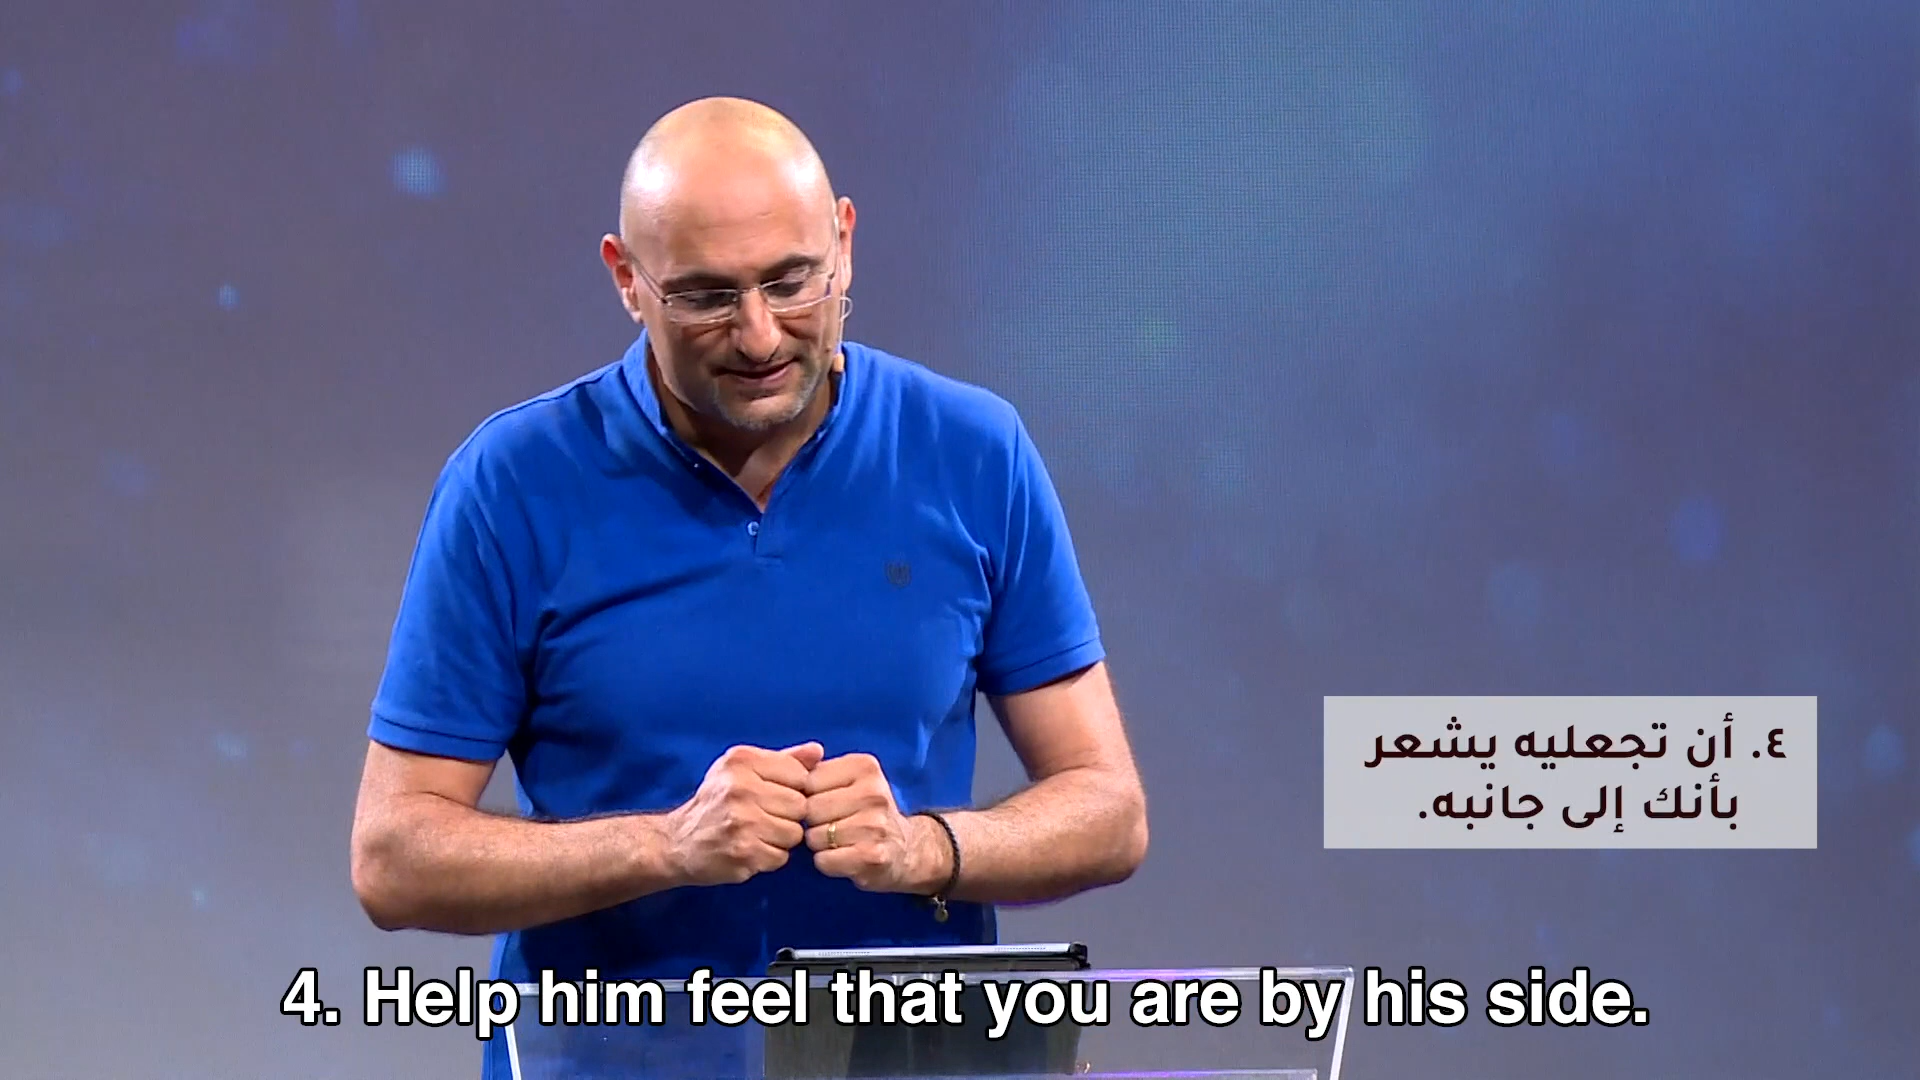 ٤. أن تجعليه يشعر
بأنك إلى جانبه.
4. Help him feel that you are by his side.